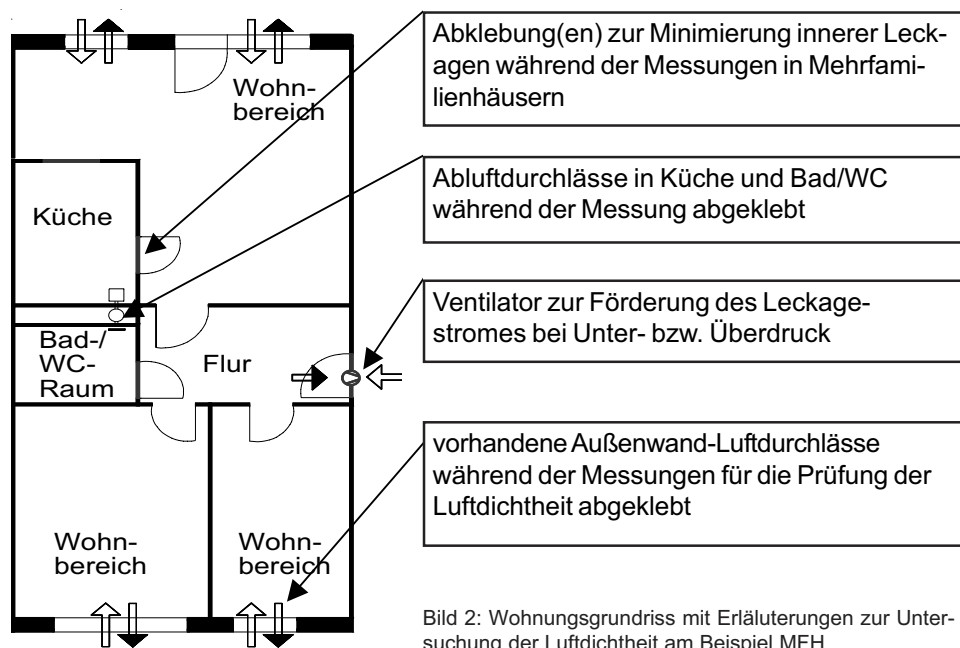 Abklebung(en) zur Minimierung innerer Leck-
agen während der Messungen in Mehrfami-
lienhäusern
Wohn-
bereich
Abluftdurchlässe in Küche und Bad/WC
während der Messung abgeklebt
Küche
Ventilator zur Förderung des Leckage-
stromes bei Unter- bzw. Überdruck
Bad-/
WC-
Raum
Flur
vorhandene Außenwand-Luftdurchlässe
während der Messungen für die Prüfung der
Luftdichtheit abgeklebt
Wohn-
bereich
Wohn-
bereich
Bild 2: Wohnungsgrundriss mit Erläluterungen zur Unter-
suchung der Luftdichtheit am Beispiel MFH